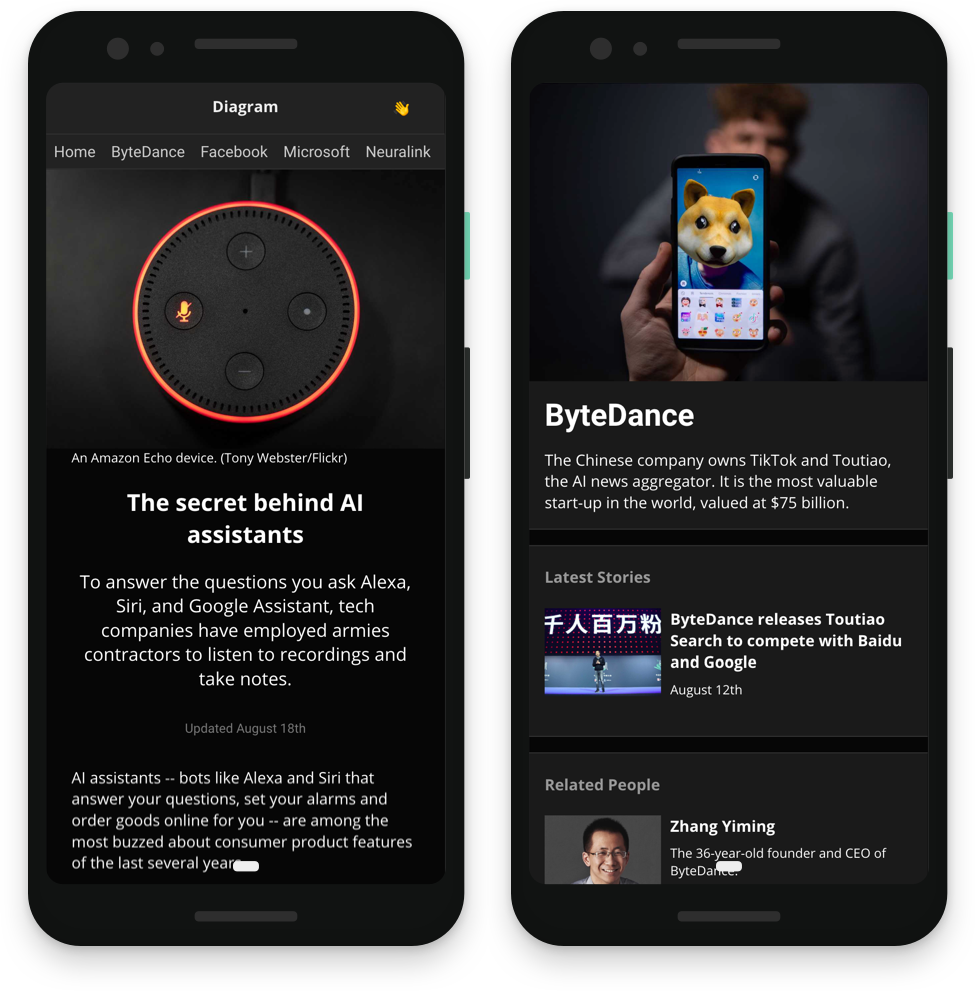 Diagram
Home ByteDance Facebook Microsoft Neuralink
An Amazon Echo device. (Tony Webster/Flickr)
The secret behind AI
assistants
To answer the questions you ask Alexa,
Siri, and Google Assistant, tech
companies have employed armies
contractors to listen to recordings and
take notes.
Updated August 18th
AI assistants -- bots like Alexa and Siri that
answer your questions, set your alarms and
order goods online for you -- are among the
most buzzed about consumer product features
of the last several years
ByteDance
The Chinese company owns TikTok and Toutiao,
the AI news aggregator. It is the most valuable
start-up in the world, valued at $75 billion.
Latest Stories
千人百万粉
ByteDance releases Toutiao
Search to compete with Baidu
and Google
August 12th
Related People
Zhang Yiming
The 36-year-old founder and CEO of
ByteDance.